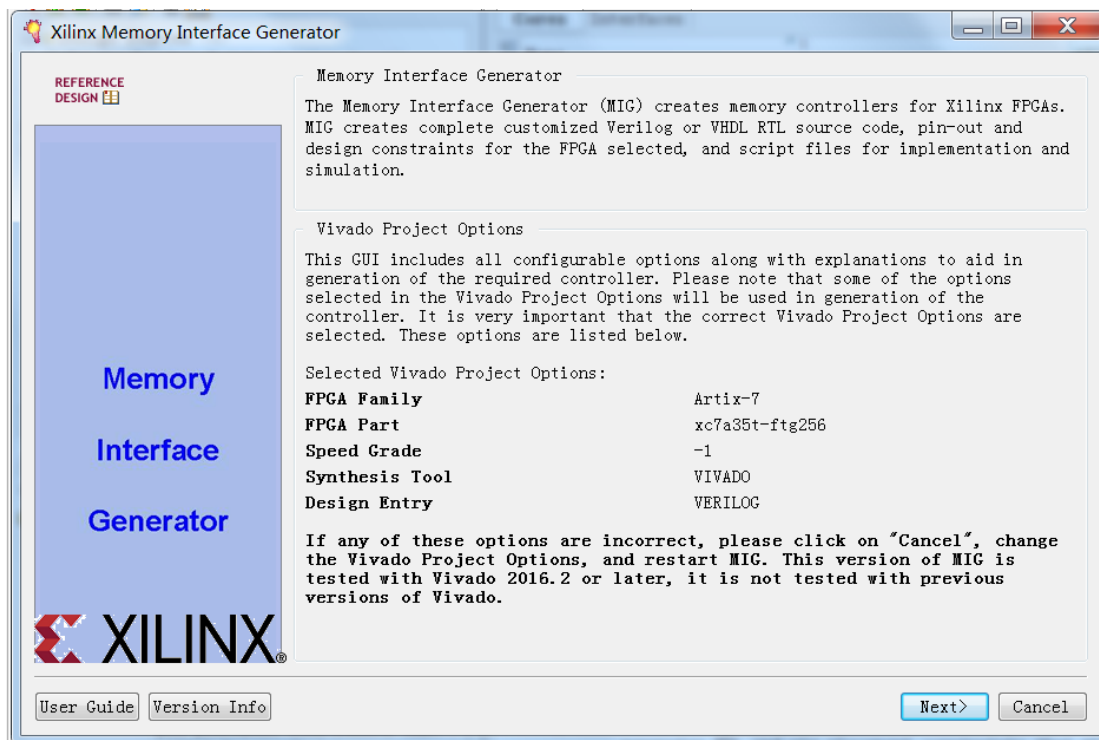 Xilinx Memory Interface Generator
REFERENCE
DESIGN
Memory
Interface
Generator
XILINX®
Memory Interface Generator
The Memory Interface Generator (MIG) creates memory controllers for Xilinx FPGAs.
MIG creates complete customized Verilog or VHDL RTL source code, pin-out and
design constraints for the FPGA selected, and script files for implementation and
simulation.
Vivado Project Options
This GUI includes all configurable options along with explanations to aid in
generation of the required controller. Please note that some of the options
selected in the Vivado Project Options will be used in generation of the
controller. It is very important that the correct Vivado Project Options are
selected. These options are listed below.
Selected Vivado Project Options:
FPGA Family Artix-7
FPGA Part xc7a35t-ftg256
Speed Grade -1
Synthesis Tool VIVADO
Design Entry VERILOG
If any of these options are incorrect, please click on "Cancel", change
the Vivado Project Options, and restart MIG. This version of MIG is
tested with Vivado 2016.2 or later, it is not tested with previous
versions of Vivado.
User Guide Version Info Next> Cancel